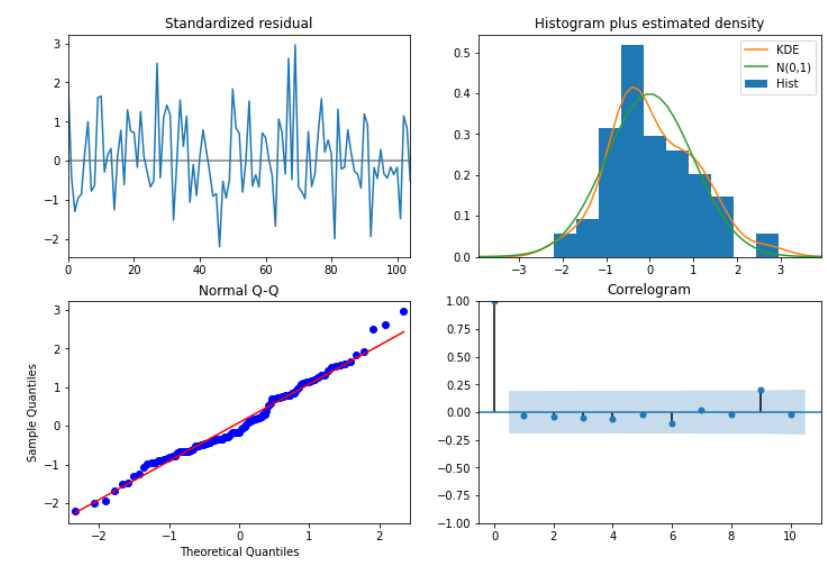 Standardized residual
3
2
1
0
−1
−2
0 20 40 60 80 100
Histogram plus estimated density
KDE
N(0,1)
Hist
0.5
0.4
0.3
0.2
0.1
0.0
−3 −2 −1 0 1 2 3
Normal Q-Q
Sample Quantiles
3
2
1
0
−1
−2
−2 −1 0 1 2
Theoretical Quantiles
Correlogram
1.00
0.75
0.50
0.25
0.00
−0.25
−0.50
−0.75
−1.00
0 2 4 6 8 10